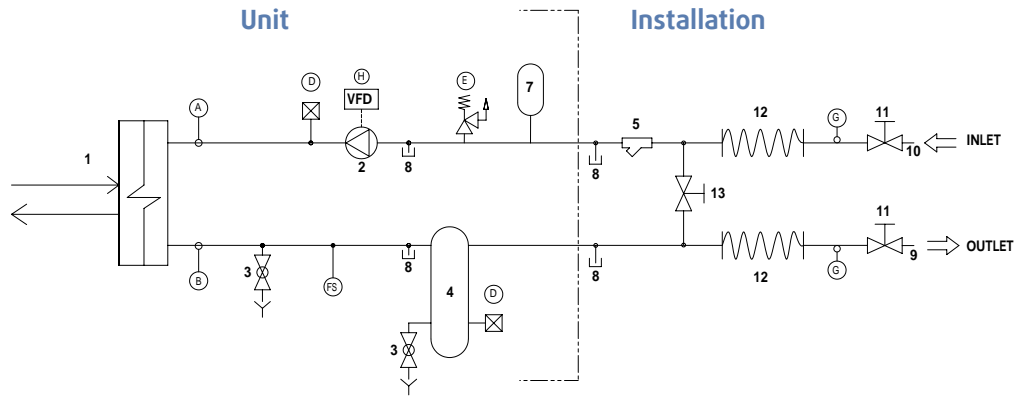 Unit Installation
D H E
VFD 7
12 G 11
A 5
INLET
10
1 2 8 8
13
11
OUTLET
8 8 9
3 12 G
B FS 4 D
3